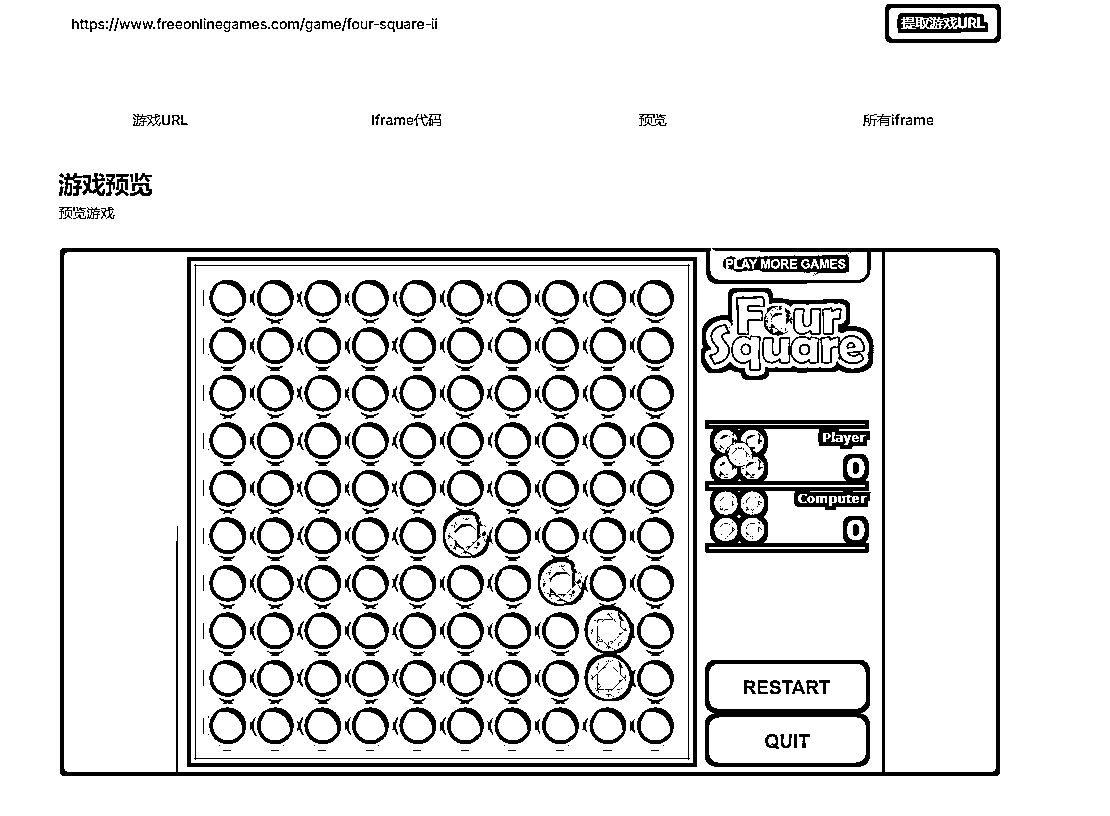 https://www.freeonlinegames.com/game/four-square-ii
提取游戏URL
游戏URL
Iframe代码
预览
所有iframe
游戏预览
预览游戏
PLAY MORE GAMES
Four
Square
Player
0
Computer
0
RESTART
QUIT